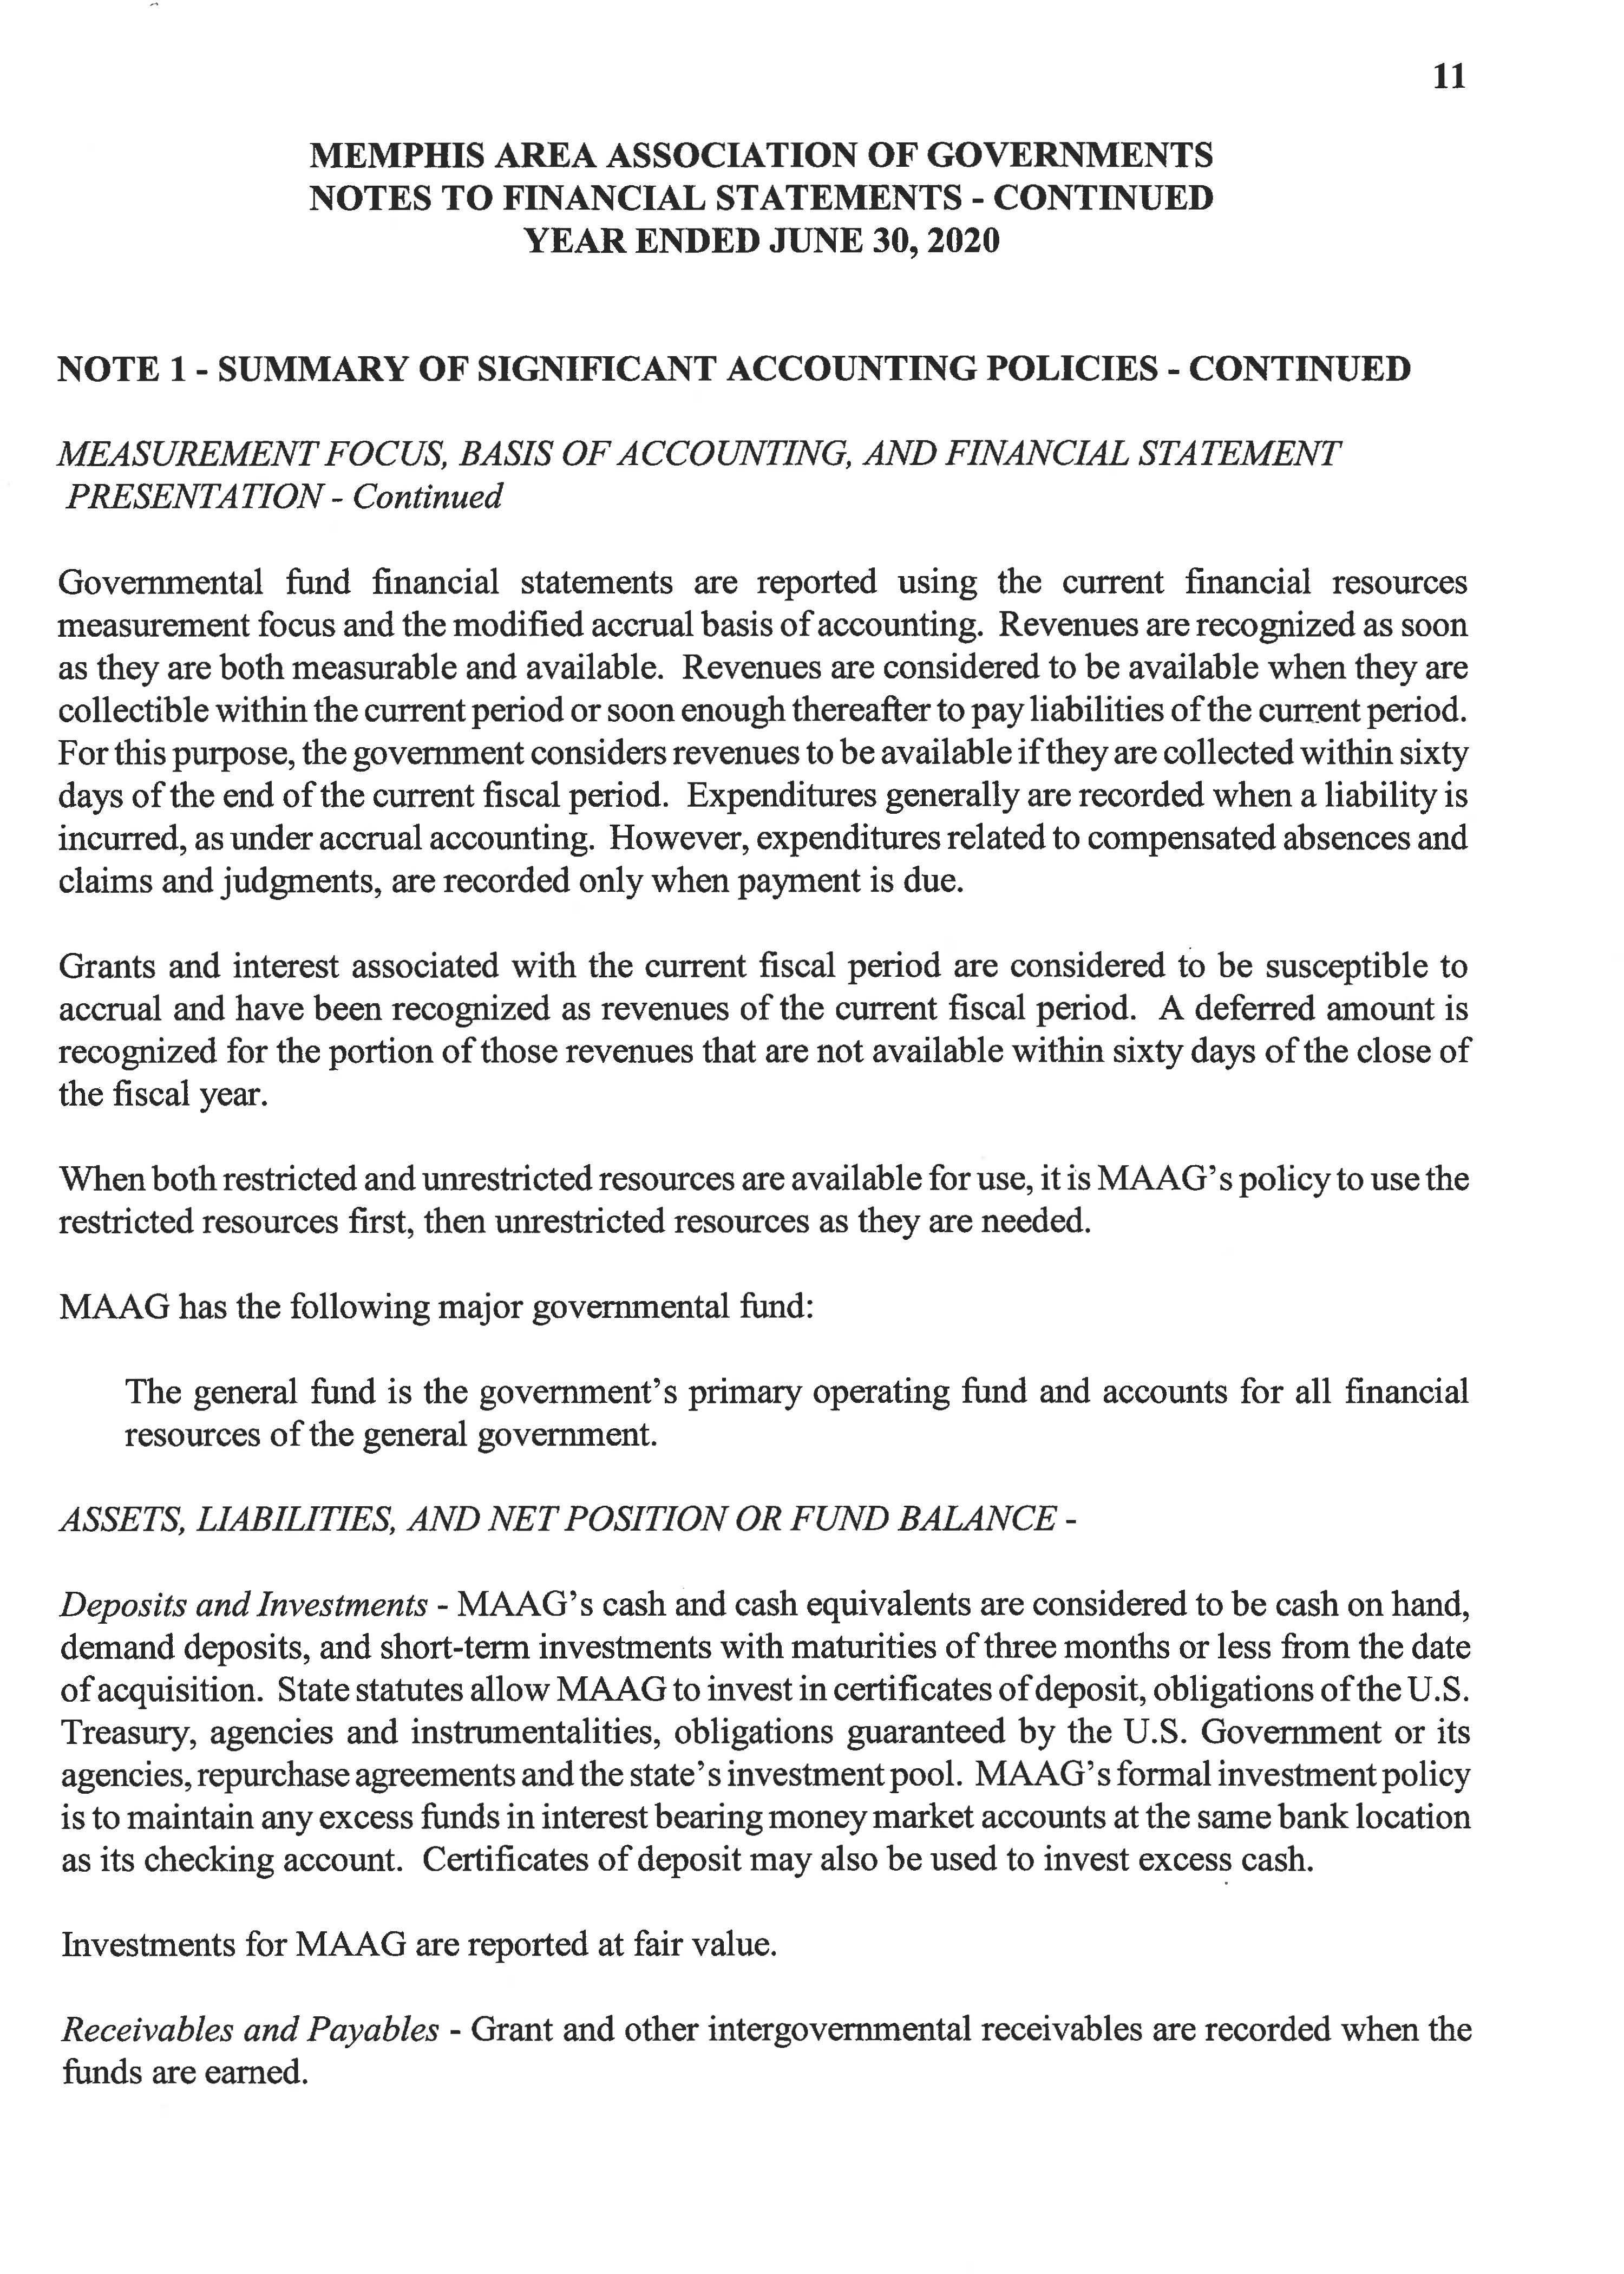 11
MEMPHIS AREA ASSOCIATION OF GOVERNMENTS
NOTES TO FINANCIAL STATEMENTS - CONTINUED
YEAR ENDED JUNE 30, 2020
NOTE 1 - SUMMARY OF SIGNIFICANT ACCOUNTING POLICIES - CONTINUED
MEASUREMENT FOCUS, BASIS OF ACCOUNTING, AND FINANCIAL STATEMENT
PRESENTATION - Continued
Governmental fund financial statements are reported using the current financial resources
measurement focus and the modified accrual basis of accounting. Revenues are recognized as soon
as they are both measurable and available. Revenues are considered to be available when they are
collectible within the current period or soon enough thereafter to pay liabilities of the current period.
For this purpose, the government considers revenues to be available if they are collected within sixty
days of the end of the current fiscal period. Expenditures generally are recorded when a liability is
incurred, as under accrual accounting. However, expenditures related to compensated absences and
claims and judgments, are recorded only when payment is due.
Grants and interest associated with the current fiscal period are considered to be susceptible to
accrual and have been recognized as revenues of the current fiscal period. A deferred amount is
recognized for the portion of those revenues that are not available within sixty days of the close of
the fiscal year.
When both restricted and unrestricted resources are available for use, it is MAAG's policy to use the
restricted resources first, then unrestricted resources as they are needed.
MAAG has the following major governmental fund:
The general fund is the government's primary operating fund and accounts for all financial
resources of the general government.
ASSETS, LIABILITIES, AND NET POSITION OR FUND BALANCE -
Deposits and Investments - MAAG's cash and cash equivalents are considered to be cash on hand,
demand deposits, and short-term investments with maturities of three months or less from the date
of acquisition. State statutes allow MAAG to invest in certificates of deposit, obligations of the U.S.
Treasury, agencies and instrumentalities, obligations guaranteed by the U.S. Government or its
agencies, repurchase agreements and the state's investment pool. MAAG's formal investment policy
is to maintain any excess funds in interest bearing money market accounts at the same bank location
as its checking account. Certificates of deposit may also be used to invest excess cash.
Investments for MAAG are reported at fair value.
Receivables and Payables - Grant and other intergovernmental receivables are recorded when the
funds are earned.